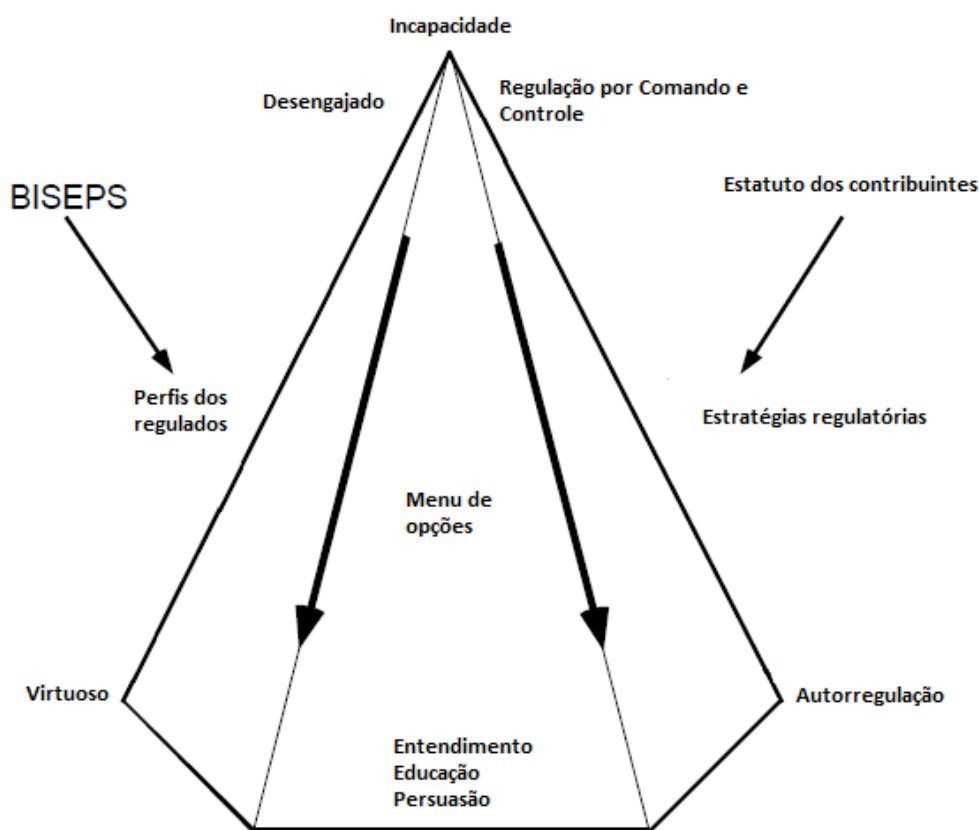 Incapacidade
Desengajado
Regulação por Comando e
Controle
BISEPS
Estatuto dos contribuintes
Perfis dos
regulados
Estratégias regulatórias
Menu de
opções
Virtuoso
Autorregulação
Entendimento
Educação
Persuasão